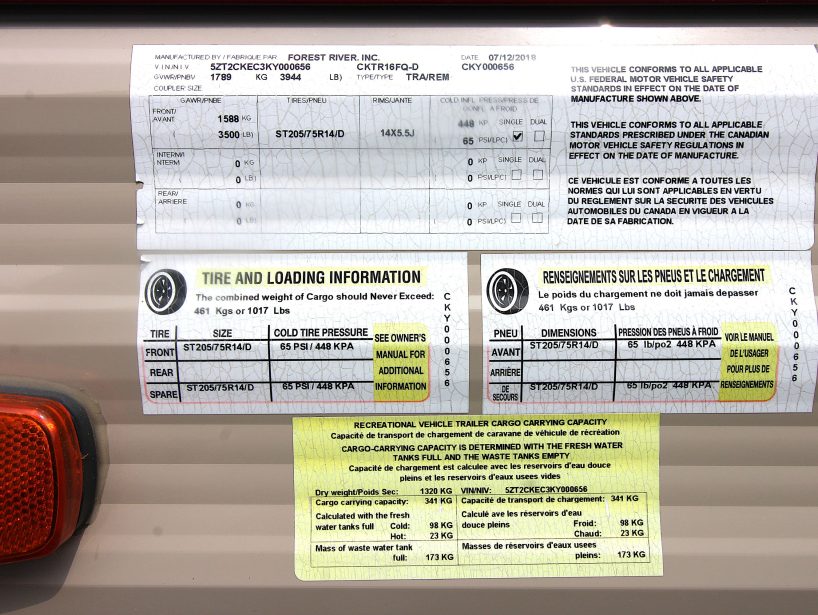 MANUFACTURED BY / FABRIQUE PAR FOREST RIVER, INC. DATE 07/12/2018
V.I.N./N.I.V. 5ZT2CKEC3KY000656 CKTR16FQ-D CKY000656
GVWR/PNBV 1789 KG 3944 LB) TYPE/TYPE TRA/REM
COUPLER SIZE
GAWR/PNBE TIRES/PNEU RIMS/JANTE COLD INFL. PRESS/PRESS DE
GONFL. A FROID
FRONT/
AVANT 1588 KG 448 KP SINGLE DUAL
3500 LB) ST205/75R14/D 14X5.5J 65 PSI/LPC)
INTERM/
INTERM 0 KG 0 KP SINGLE DUAL
0 LB) 0 PSI/LPC)
REAR/
ARRIERE 0 KG 0 KP SINGLE DUAL
0 LB) 0 PSI/LPC)
THIS VEHICLE CONFORMS TO ALL APPLICABLE
U.S. FEDERAL MOTOR VEHICLE SAFETY
STANDARDS IN EFFECT ON THE DATE OF
MANUFACTURE SHOWN ABOVE.
THIS VEHICLE CONFORMS TO ALL APPLICABLE
STANDARDS PRESCRIBED UNDER THE CANADIAN
MOTOR VEHICLE SAFETY REGULATIONS IN
EFFECT ON THE DATE OF MANUFACTURE.
CE VEHICULE EST CONFORME A TOUTES LES
NORMES QUI LUI SONT APPLICABLES EN VERTU
DU REGLEMENT SUR LA SECURITE DES VEHICULES
AUTOMOBILES DU CANADA EN VIGUEUR A LA
DATE DE SA FABRICATION.
TIRE AND LOADING INFORMATION
The combined weight of Cargo should Never Exceed:
461 Kgs or 1017 Lbs
TIRE SIZE COLD TIRE PRESSURE SEE OWNER'S
MANUAL FOR
ADDITIONAL
INFORMATION
FRONT ST205/75R14/D 65 PSI / 448 KPA
REAR
SPARE ST205/75R14/D 65 PSI / 448 KPA
CKY000656
RENSEIGNEMENTS SUR LES PNEUS ET LE CHARGEMENT
Le poids du chargement ne doit jamais depasser
461 Kgs or 1017 Lbs
PNEU DIMENSIONS PRESSION DES PNEUS À FROID VOIR LE MANUEL
DE L'USAGER
POUR PLUS DE
RENSEIGNEMENTS
AVANT ST205/75R14/D 65 lb/po2 448 KPA
ARRIÈRE
DE
SECOURS ST205/75R14/D 65 lb/po2 448 KPA
CKY000656
RECREATIONAL VEHICLE TRAILER CARGO CARRYING CAPACITY
Capacité de transport de chargement de caravane de véhicule de récréation
CARGO-CARRYING CAPACITY IS DETERMINED WITH THE FRESH WATER
TANKS FULL AND THE WASTE TANKS EMPTY
Capacité de chargement est calculee avec les reservoirs d'eau douce
pleins et les reservoirs d'eaux usees vides
Dry weight/Poids Sec: 1320 KG VIN/NIV: 5ZT2CKEC3KY000656
Cargo carrying capacity: 341 KG Capacité de transport de chargement: 341 KG
Calculated with the fresh Calculé ave les réservoirs d'eau
water tanks full Cold: 98 KG douce pleins Froid: 98 KG
Hot: 23 KG Chaud: 23 KG
Mass of waste water tank Masses de réservoirs d'eaux usees
full: 173 KG pleins: 173 KG